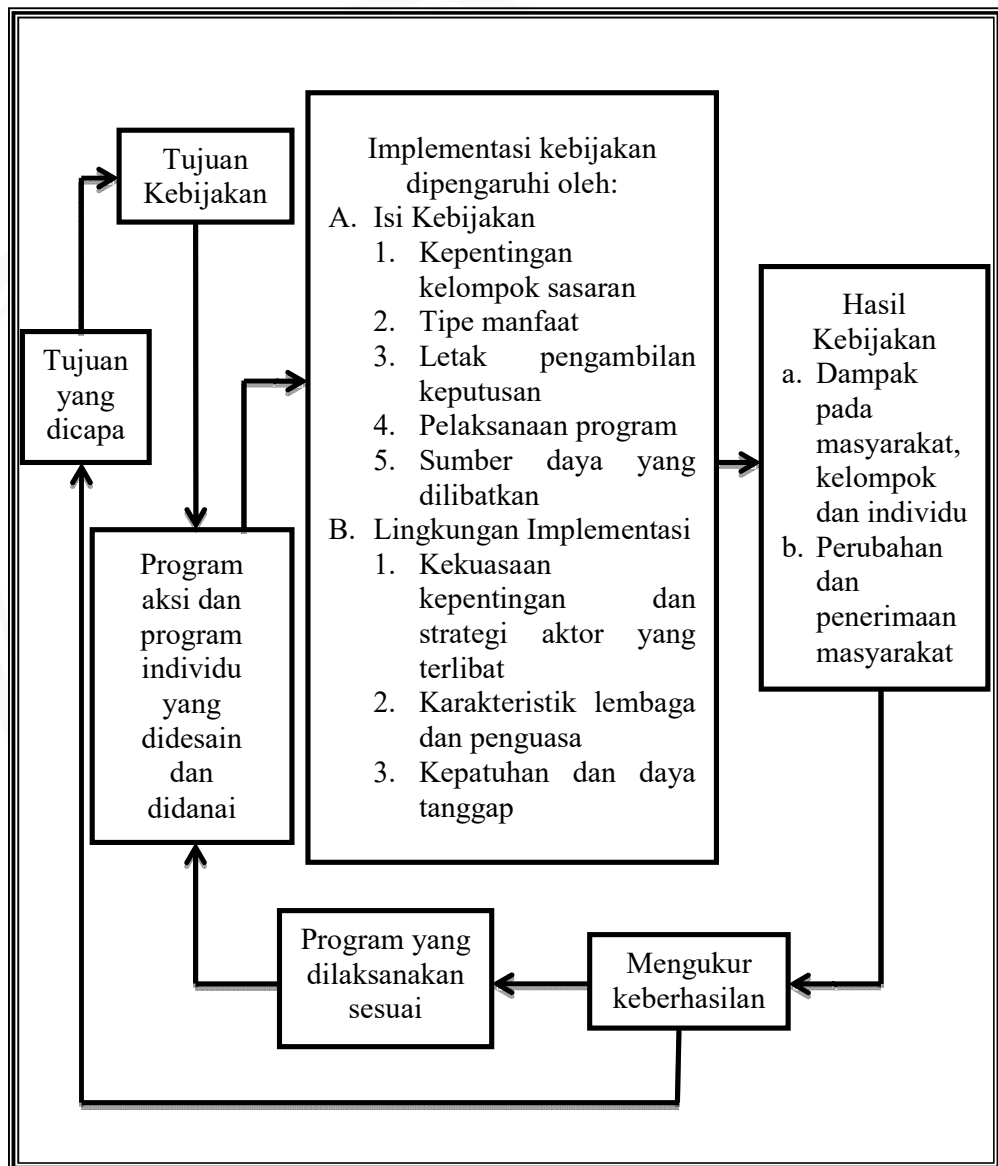 Tujuan
Kebijakan
Tujuan
yang
dicapa
Program
aksi dan
program
individu
yang
didesain
dan
didanai
Implementasi kebijakan
dipengaruhi oleh:
A. Isi Kebijakan
1. Kepentingan
kelompok sasaran
2. Tipe manfaat
3. Letak pengambilan
keputusan
4. Pelaksanaan program
5. Sumber daya yang
dilibatkan
B. Lingkungan Implementasi
1. Kekuasaan
kepentingan dan
strategi aktor yang
terlibat
2. Karakteristik lembaga
dan penguasa
3. Kepatuhan dan daya
tanggap
Hasil
Kebijakan
a. Dampak
pada
masyarakat,
kelompok
dan individu
b. Perubahan
dan
penerimaan
masyarakat
Program yang
dilaksanakan
sesuai
Mengukur
keberhasilan